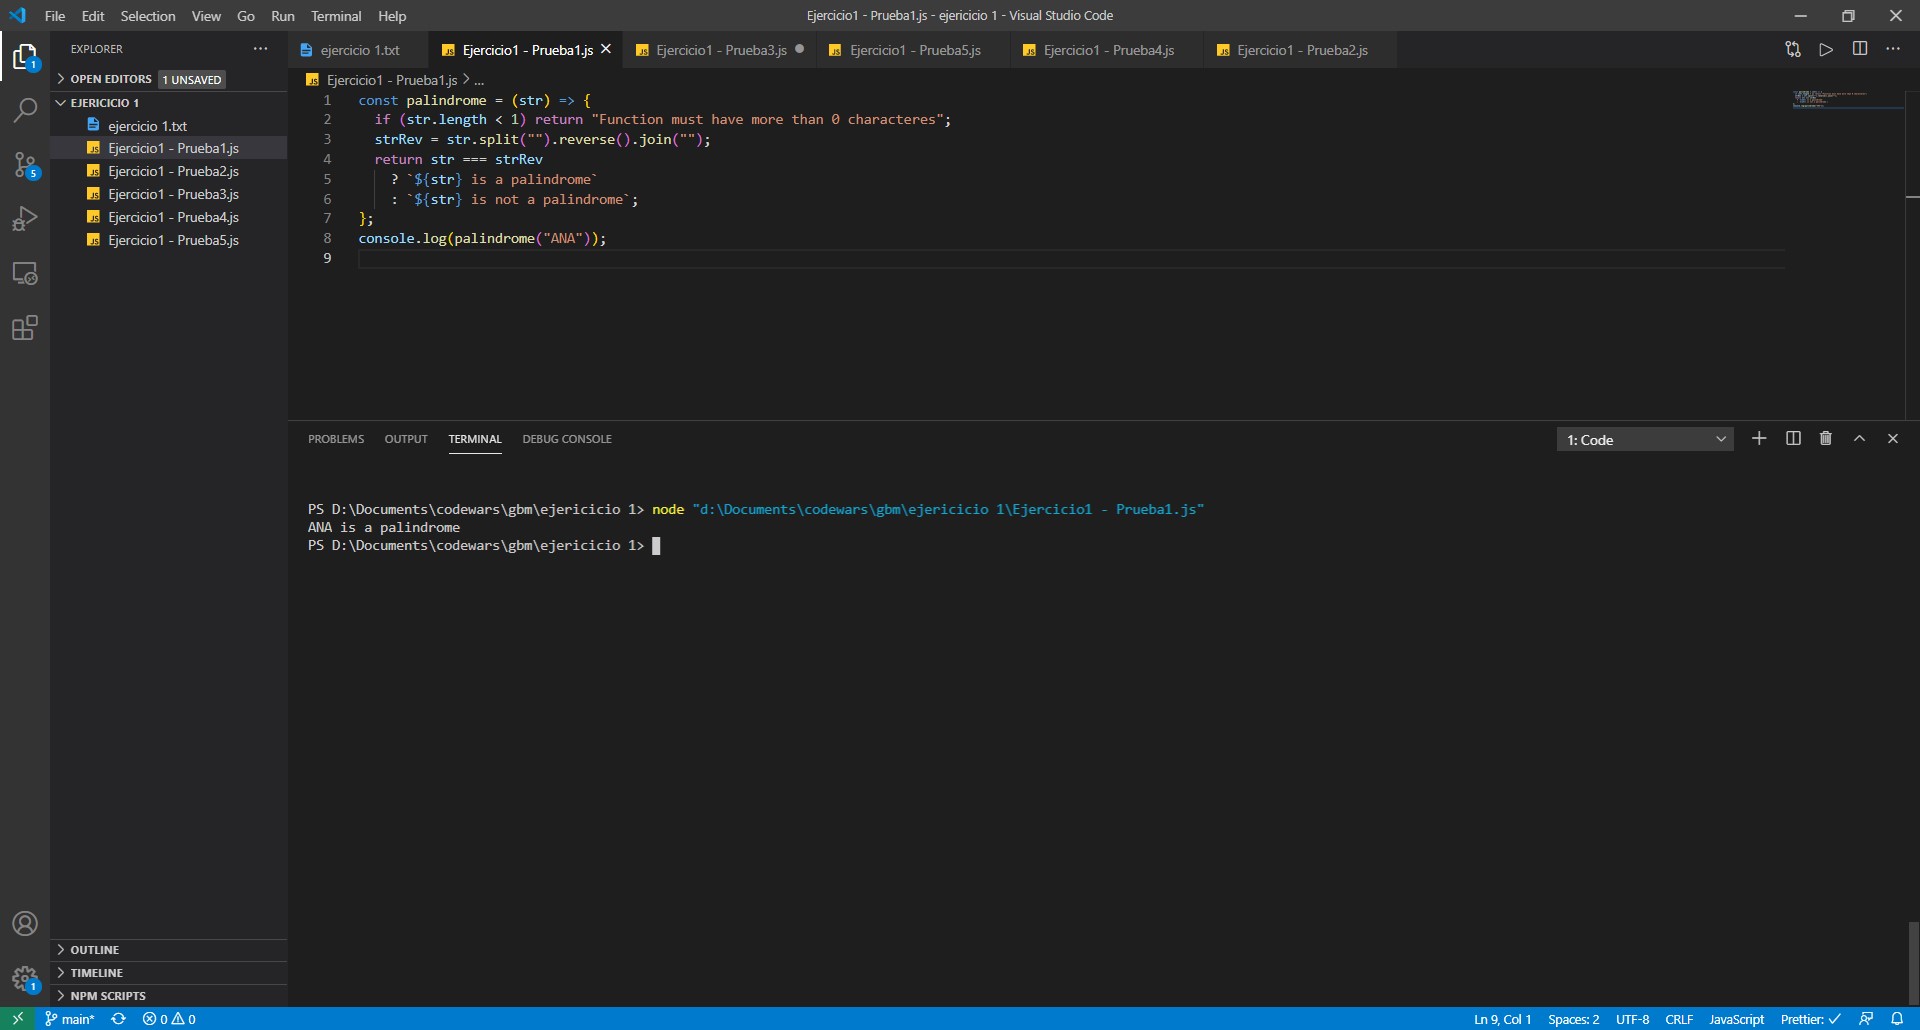 File Edit Selection View Go Run Terminal Help
Ejercicio1 - Prueba1.js - ejericicio 1 - Visual Studio Code
EXPLORER
OPEN EDITORS 1 UNSAVED
EJERICICIO 1
ejercicio 1.txt
Ejercicio1 - Prueba1.js
Ejercicio1 - Prueba2.js
Ejercicio1 - Prueba3.js
Ejercicio1 - Prueba4.js
Ejercicio1 - Prueba5.js
OUTLINE
TIMELINE
NPM SCRIPTS
1
5
1
ejercicio 1.txt Ejercicio1 - Prueba1.js Ejercicio1 - Prueba3.js Ejercicio1 - Prueba5.js Ejercicio1 - Prueba4.js Ejercicio1 - Prueba2.js
Ejercicio1 - Prueba1.js > ...
1 const palindrome = (str) => {
2   if (str.length < 1) return "Function must have more than 0 characteres";
3   strRev = str.split("").reverse().join("");
4   return str === strRev
5     ? `${str} is a palindrome`
6     : `${str} is not a palindrome`;
7 };
8 console.log(palindrome("ANA"));
9
PROBLEMS OUTPUT TERMINAL DEBUG CONSOLE
1: Code
PS D:\Documents\codewars\gbm\ejericicio 1> node "d:\Documents\codewars\gbm\ejericicio 1\Ejercicio1 - Prueba1.js"
ANA is a palindrome
PS D:\Documents\codewars\gbm\ejericicio 1>
main* 0 0
Ln 9, Col 1 Spaces: 2 UTF-8 CRLF JavaScript Prettier: ✓